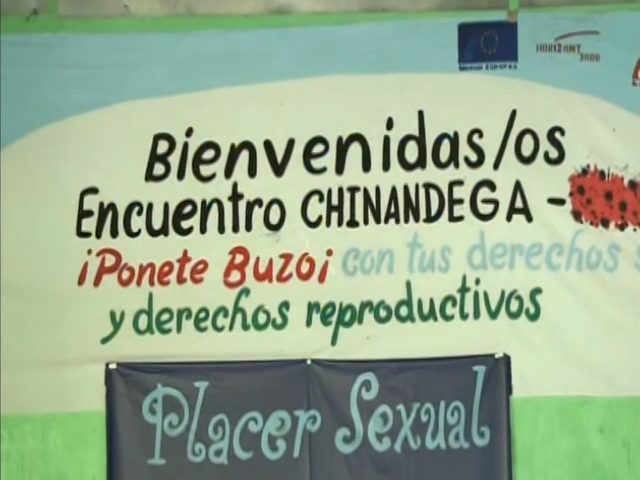 HORIZONT
3000
Bienvenidas/os
Encuentro CHINANDEGA -
¡Ponete Buzo¡ con tus derechos s
y derechos reproductivos
Placer Sexual